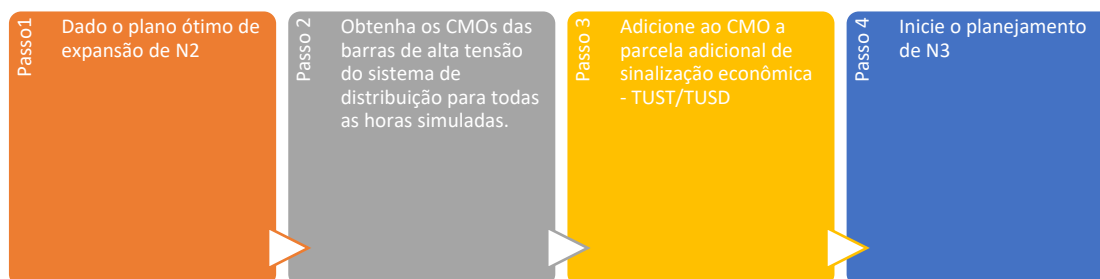 Passo1
Dado o plano ótimo de
expansão de N2
Passo 2
Obtenha os CMOs das
barras de alta tensão
do sistema de
distribuição para todas
as horas simuladas.
Passo 3
Adicione ao CMO a
parcela adicional de
sinalização econômica
- TUST/TUSD
Passo 4
Inicie o planejamento
de N3